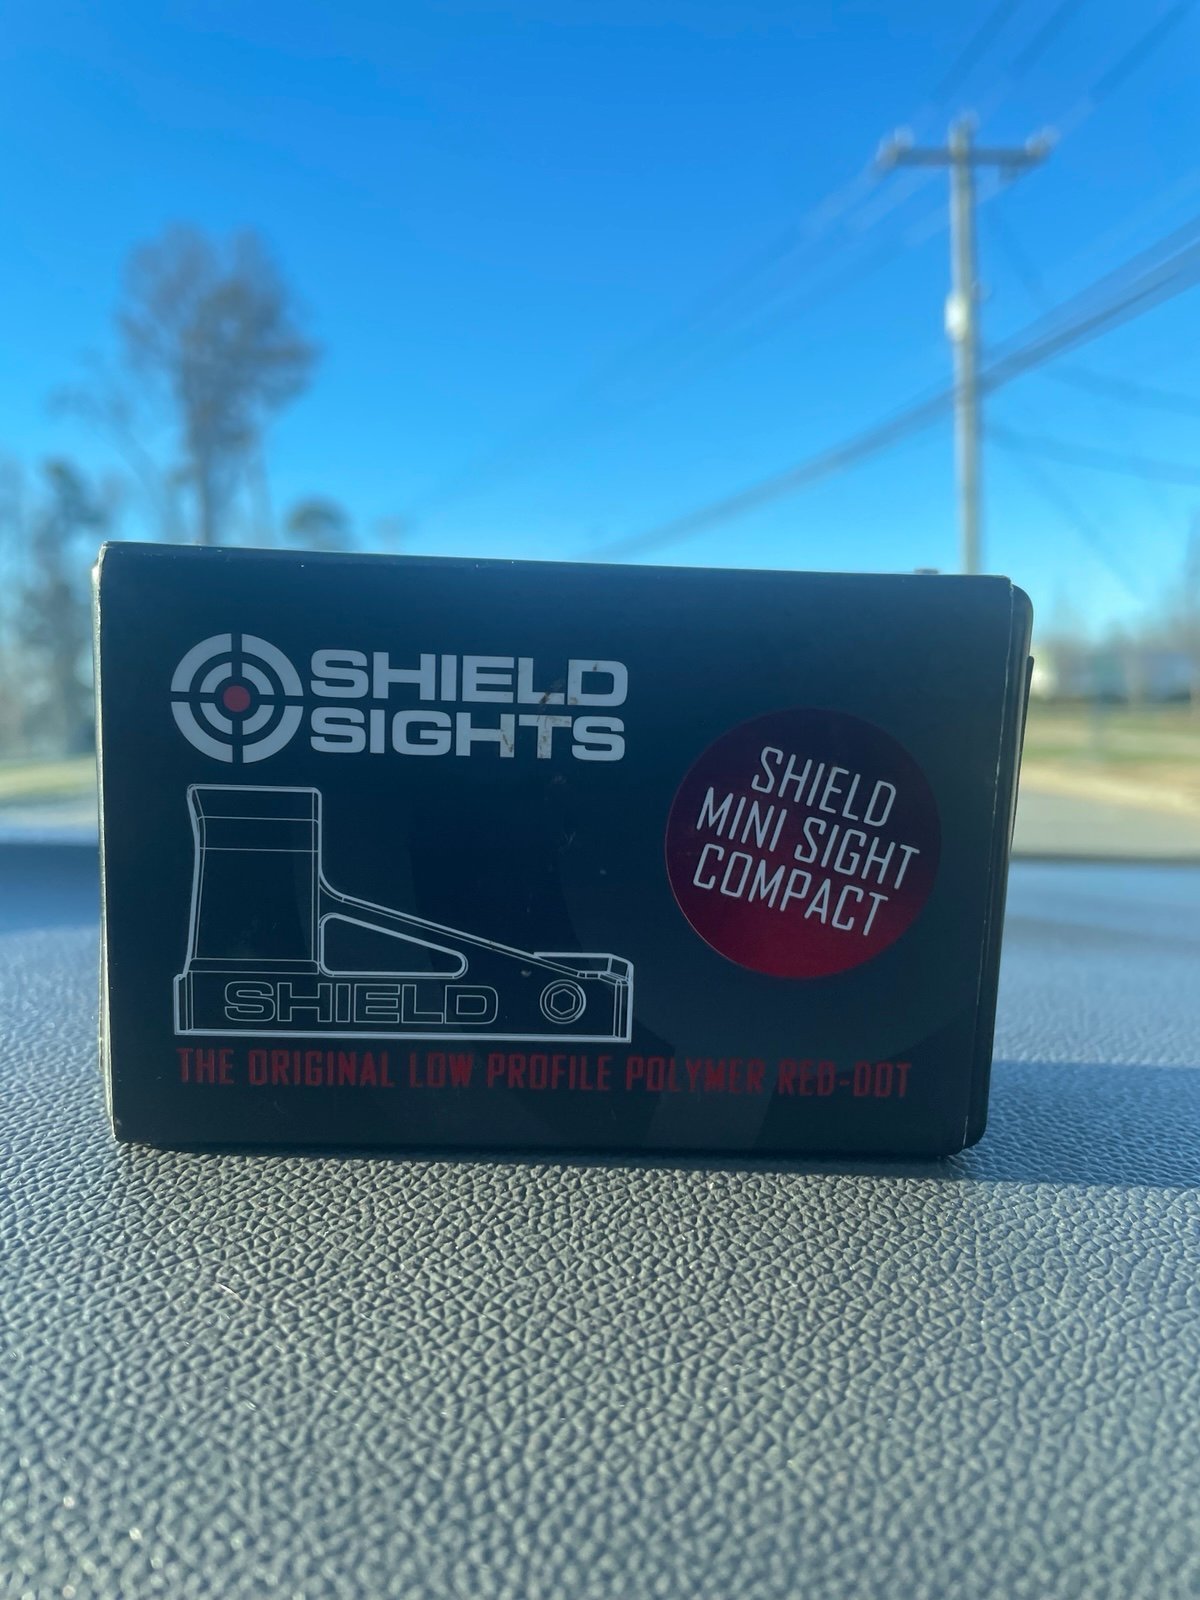 SHIELD
SIGHTS
SHIELD
MINI SIGHT
COMPACT
SHIELD
THE ORIGINAL LOW PROFILE POLYMER RED-DOT